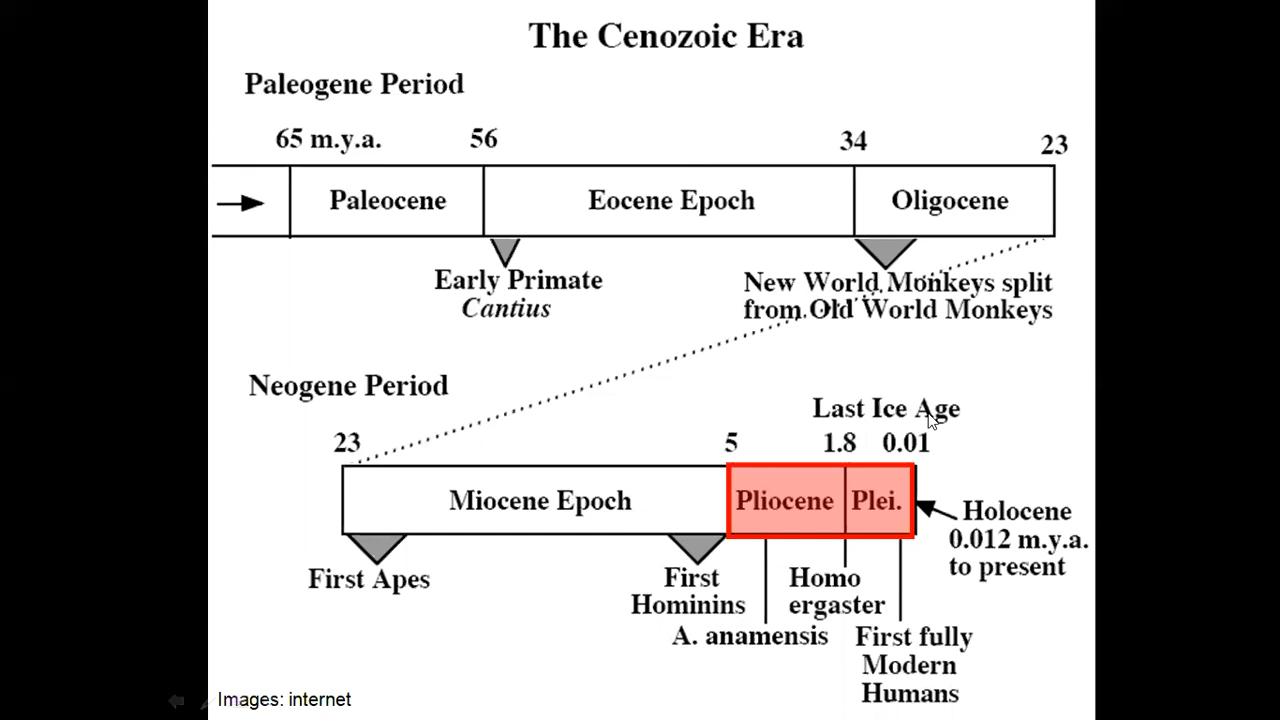 The Cenozoic Era
Paleogene Period
65 m.y.a. 56 34 23
Paleocene Eocene Epoch Oligocene
Early Primate
Cantius
New World Monkeys split
from Old World Monkeys
Neogene Period
Last Ice Age
23 5 1.8 0.01
Miocene Epoch Pliocene Plei.
Holocene
0.012 m.y.a.
to present
First Apes
First
Hominins
A. anamensis
Homo
ergaster
First fully
Modern
Humans
Images: internet